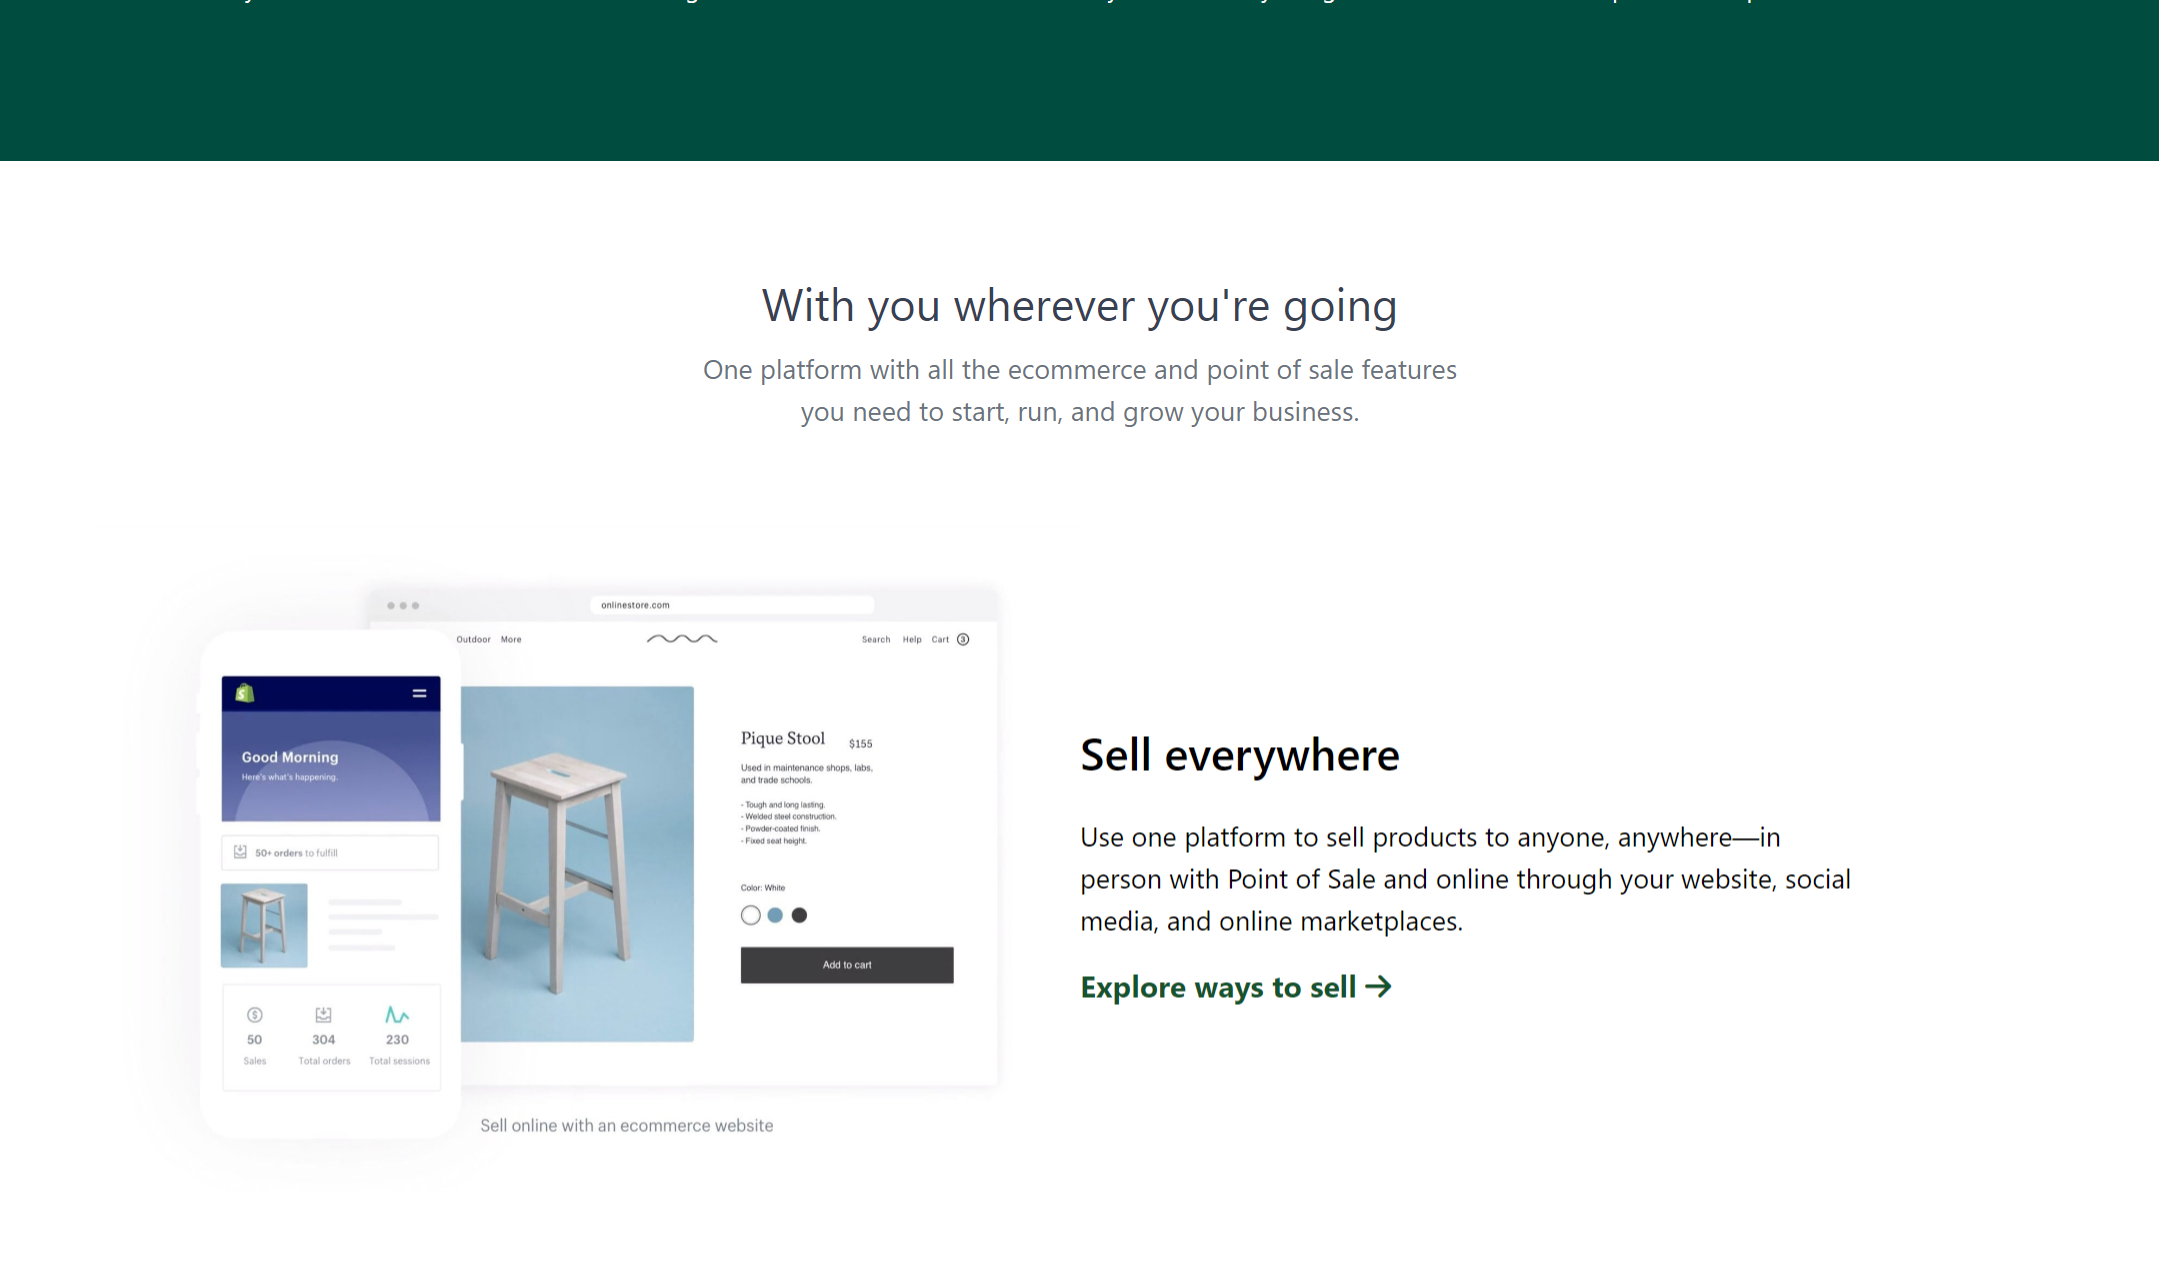 With you wherever you're going
One platform with all the ecommerce and point of sale features
you need to start, run, and grow your business.
onlinestore.com
Outdoor More
Search Help Cart 3
Good Morning
Here's what's happening.
50+ orders to fulfill
50 304 230
Sales Total orders Total sessions
Pique Stool $155
Used in maintenance shops, labs,
and trade schools.
- Tough and long lasting.
- Welded steel construction.
- Powder-coated finish.
- Fixed seat height.
Color: White
Add to cart
Sell online with an ecommerce website
Sell everywhere
Use one platform to sell products to anyone, anywhere—in
person with Point of Sale and online through your website, social
media, and online marketplaces.
Explore ways to sell →